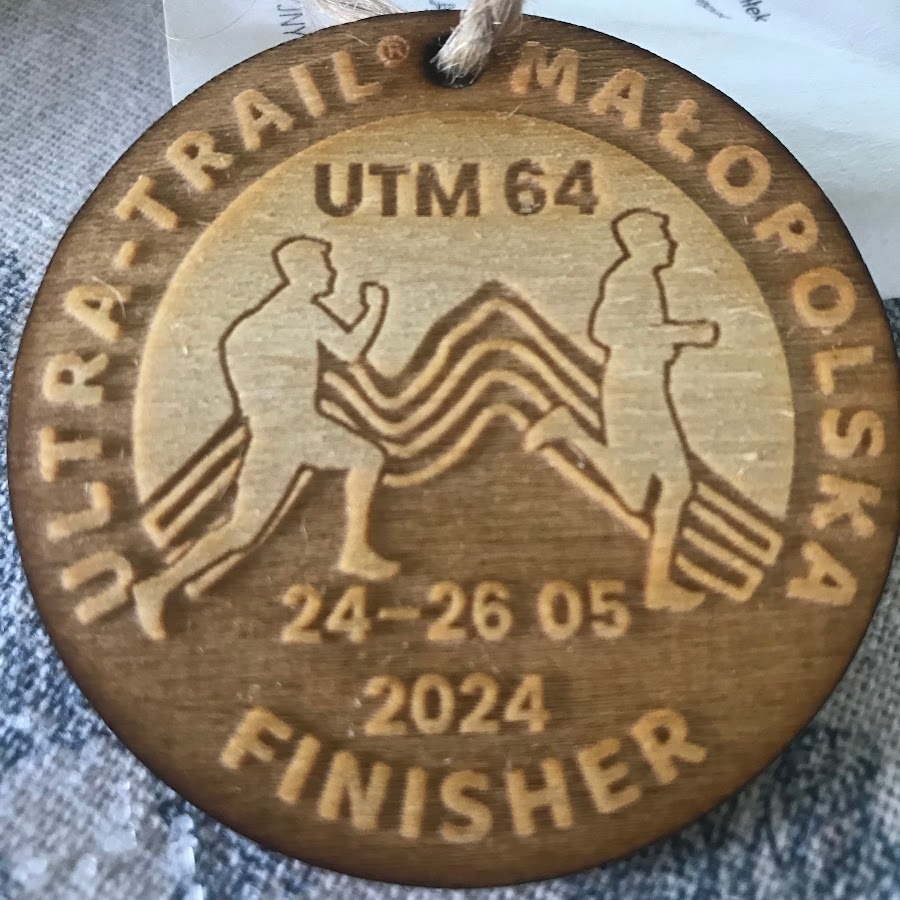 ULTRA-TRAIL® MAŁOPOLSKA
UTM 64
24-26 05
2024
FINISHER